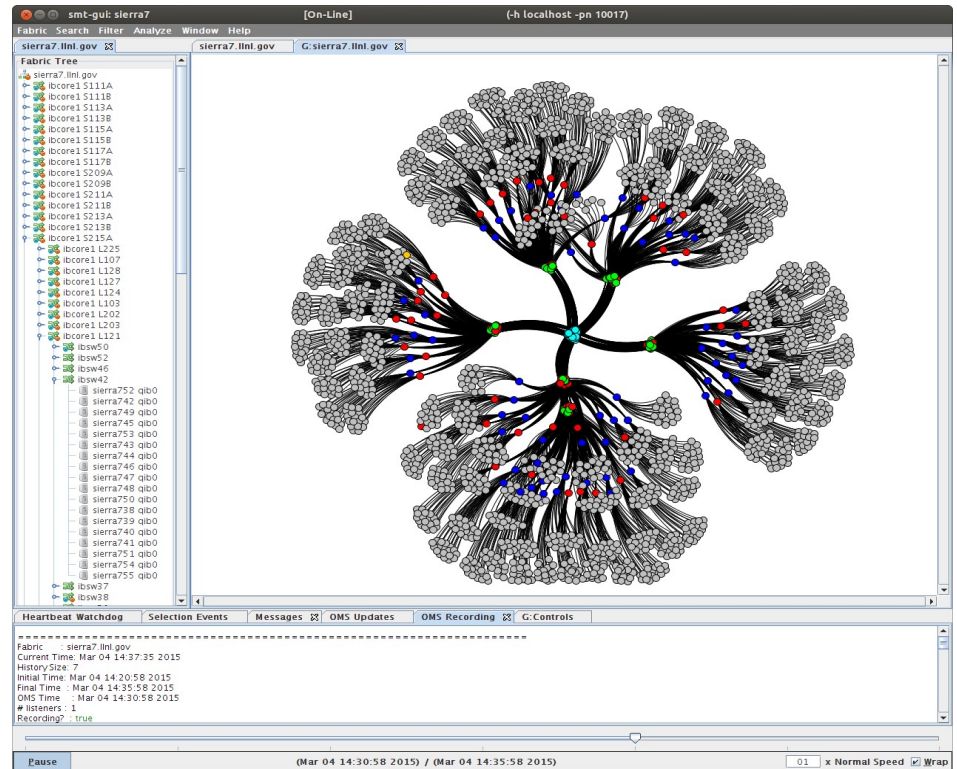 smt-gui: sierra7 [On-Line] (-h localhost -pn 10017)
Fabric Search Filter Analyze Window Help
sierra7.llnl.gov sierra7.llnl.gov G:sierra7.llnl.gov
Fabric Tree
sierra7.llnl.gov
ibcore1 S111A
ibcore1 S111B
ibcore1 S113A
ibcore1 S113B
ibcore1 S115A
ibcore1 S115B
ibcore1 S117A
ibcore1 S117B
ibcore1 S209A
ibcore1 S209B
ibcore1 S211A
ibcore1 S211B
ibcore1 S213A
ibcore1 S213B
ibcore1 S215A
ibcore1 L225
ibcore1 L107
ibcore1 L128
ibcore1 L127
ibcore1 L124
ibcore1 L103
ibcore1 L202
ibcore1 L203
ibcore1 L121
ibsw50
ibsw52
ibsw46
ibsw42
sierra752 qib0
sierra742 qib0
sierra749 qib0
sierra745 qib0
sierra753 qib0
sierra743 qib0
sierra744 qib0
sierra746 qib0
sierra747 qib0
sierra748 qib0
sierra750 qib0
sierra738 qib0
sierra739 qib0
sierra740 qib0
sierra741 qib0
sierra751 qib0
sierra754 qib0
sierra755 qib0
ibsw37
ibsw38
Heartbeat Watchdog Selection Events Messages OMS Updates OMS Recording G:Controls
Fabric : sierra7.llnl.gov
Current Time: Mar 04 14:37:35 2015
History Size: 7
Initial Time: Mar 04 14:20:58 2015
Final Time : Mar 04 14:35:58 2015
OMS Time : Mar 04 14:30:58 2015
# listeners : 1
Recording? : true
Pause (Mar 04 14:30:58 2015) / (Mar 04 14:35:58 2015) 01 x Normal Speed Wrap